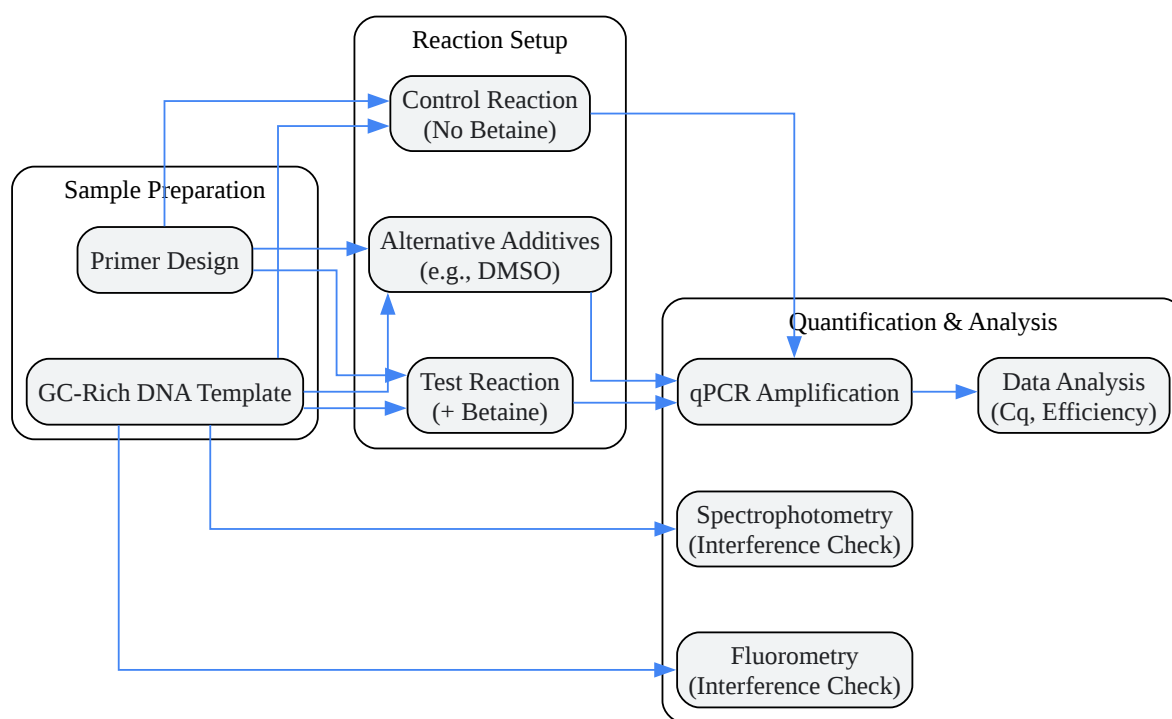 Reaction Setup
Control Reaction
(No Betaine)
Sample Preparation
Primer Design
Alternative Additives
(e.g., DMSO)
GC-Rich DNA Template
Test Reaction
(+ Betaine)
Quantification & Analysis
qPCR Amplification
Data Analysis
(Cq, Efficiency)
Spectrophotometry
(Interference Check)
Fluorometry
(Interference Check)